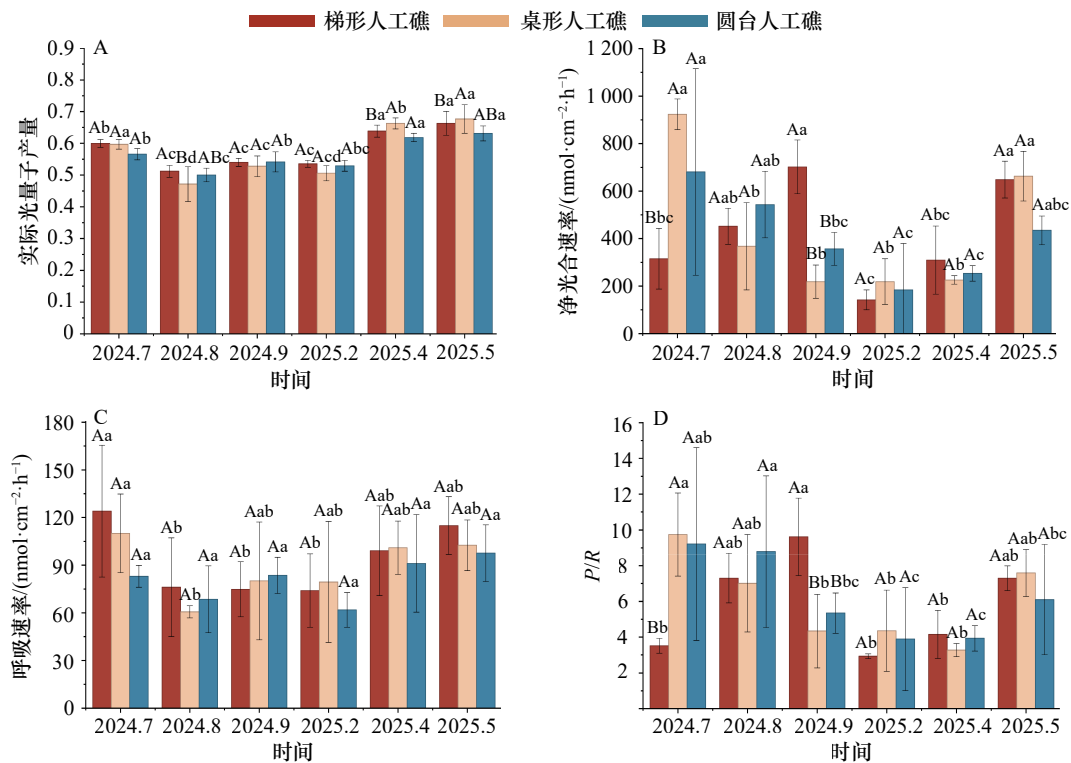 梯形人工礁 桌形人工礁 圆台人工礁
A
实际光量子产量
0.9
0.8
0.7
0.6
0.5
0.4
0.3
0.2
0.1
0
Ab Aa Ab
Ac Bd ABc
Ac Ac Ab
Ac Acd Abc
Ba Ab Aa
Ba Aa ABa
2024.7 2024.8 2024.9 2025.2 2025.4 2025.5
时间
B
净光合速率/(nmol·cm⁻²·h⁻¹)
1 200
1 000
800
600
400
200
0
Bbc Aa Aa
Aab Ab Aab
Aa Bb Bbc
Ac Ab Ac
Abc Ab Ac
Aa Aa Aabc
2024.7 2024.8 2024.9 2025.2 2025.4 2025.5
时间
C
呼吸速率/(nmol·cm⁻²·h⁻¹)
180
150
120
90
60
30
0
Aa Aa Aa
Ab Ab Aa
Ab Aab Aa
Ab Aab Aa
Aab Aab Aa
Aab Aab Aa
2024.7 2024.8 2024.9 2025.2 2025.4 2025.5
时间
D
P/R
16
14
12
10
8
6
4
2
Bb Aa Aab
Aab Aab Aa
Aa Bb Bbc
Ab Ab Ac
Ab Ab Ac
Aab Aab Abc
2024.7 2024.8 2024.9 2025.2 2025.4 2025.5
时间